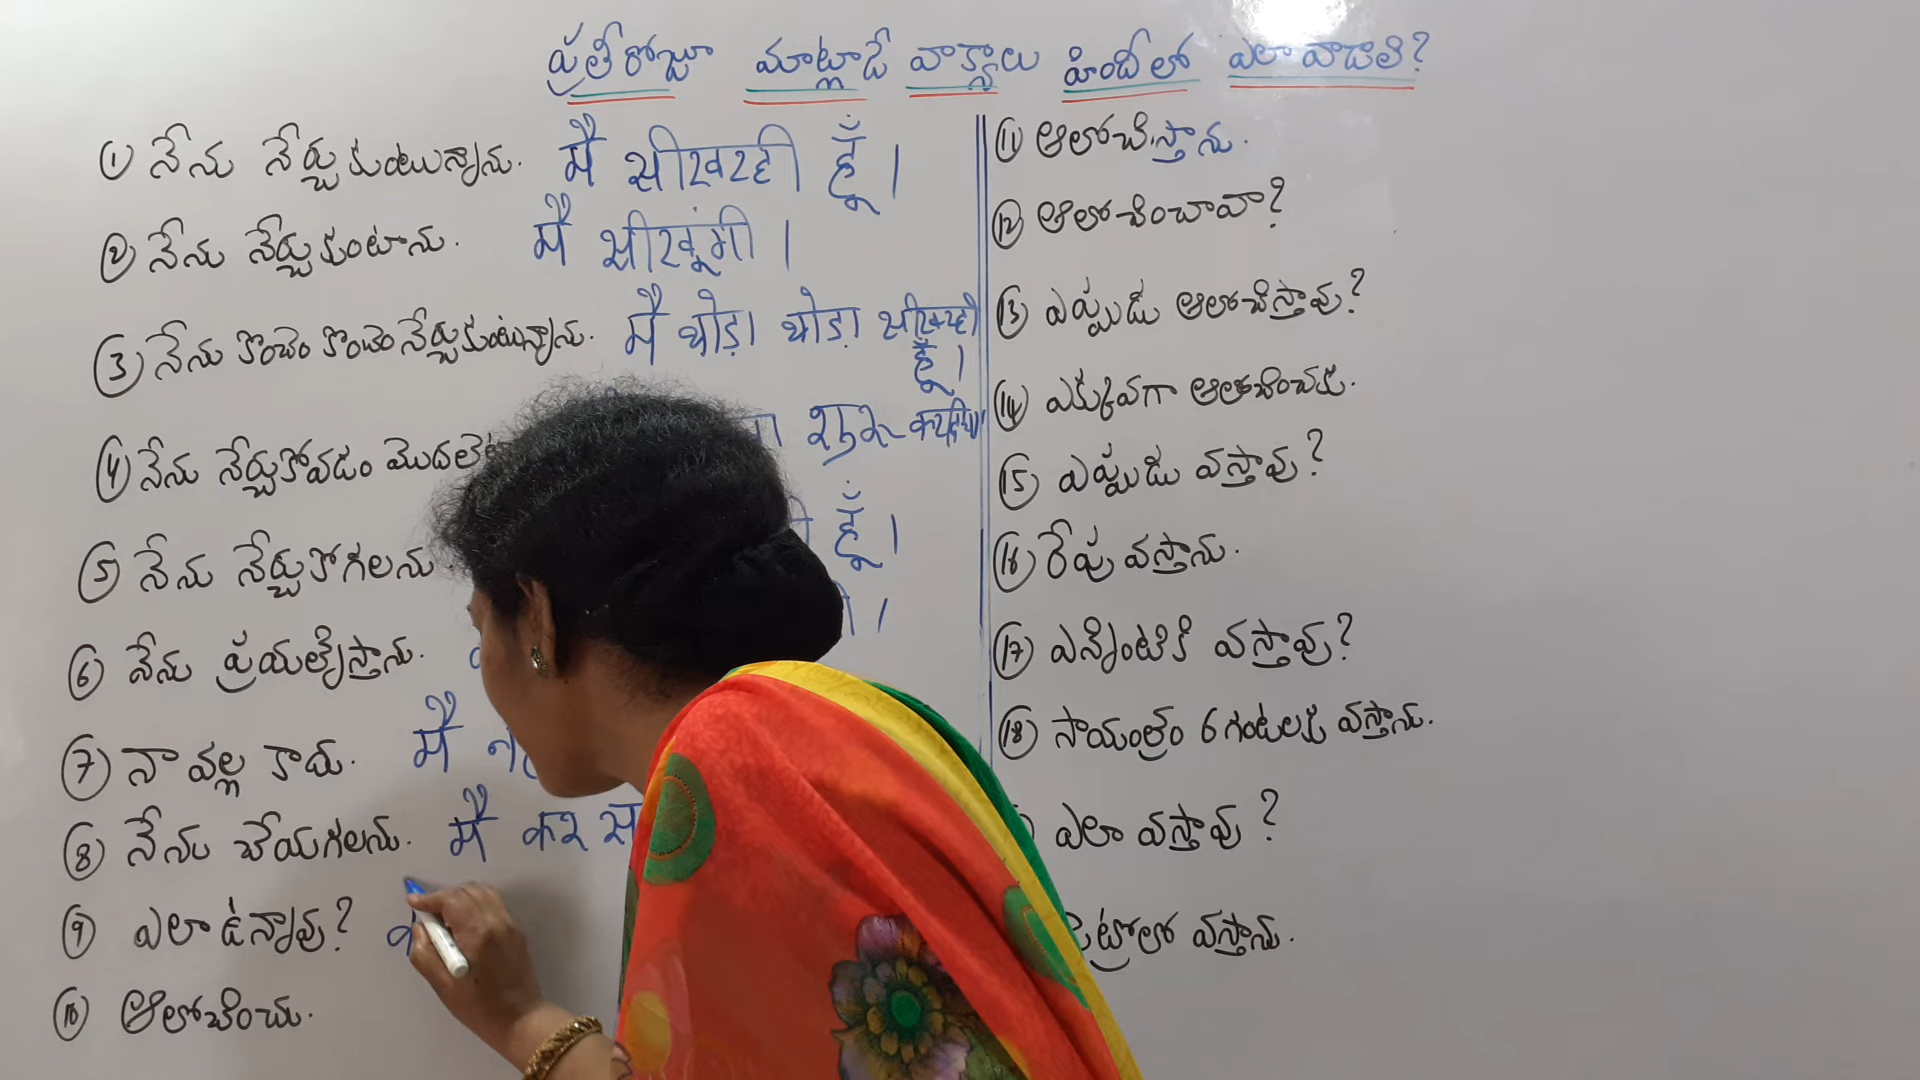 ప్రతీరోజూ మాట్లాడే వాక్యాలు హిందీలో ఎలా వాడాలి?
① నేను నేర్చుకుంటున్నాను. मैं सीख रही हूँ।
② నేను నేర్చుకుంటాను. मैं सीखूंगी।
③ నేను కొంచెం కొంచెం నేర్చుకుంటున్నాను. मैं थोड़ा थोड़ा सीख रही
हूँ।
④ నేను నేర్చుకోవడం शुरू
⑤ నేను నేర్చుకోగలను. हूँ।
⑥ నేను ప్రయత్నిస్తాను.
⑦ నా వల్ల కాదు. मैं
⑧ నేను చేయగలను. मैं कर
⑨ ఎలా ఉన్నావు?
⑩ ఆలోచించు.
⑪ ఆలోచిస్తాను.
⑫ ఆలోచించావా?
⑬ ఎప్పుడు ఆలోచిస్తావు?
⑭ ఎక్కువగా ఆలోచించకు.
⑮ ఎప్పుడు వస్తావు?
⑯ రేపు వస్తాను.
⑰ ఎన్నింటికి వస్తావు?
⑱ సాయంత్రం 6 గంటలకు వస్తాను.
ఎలా వస్తావు?
వస్తాను.